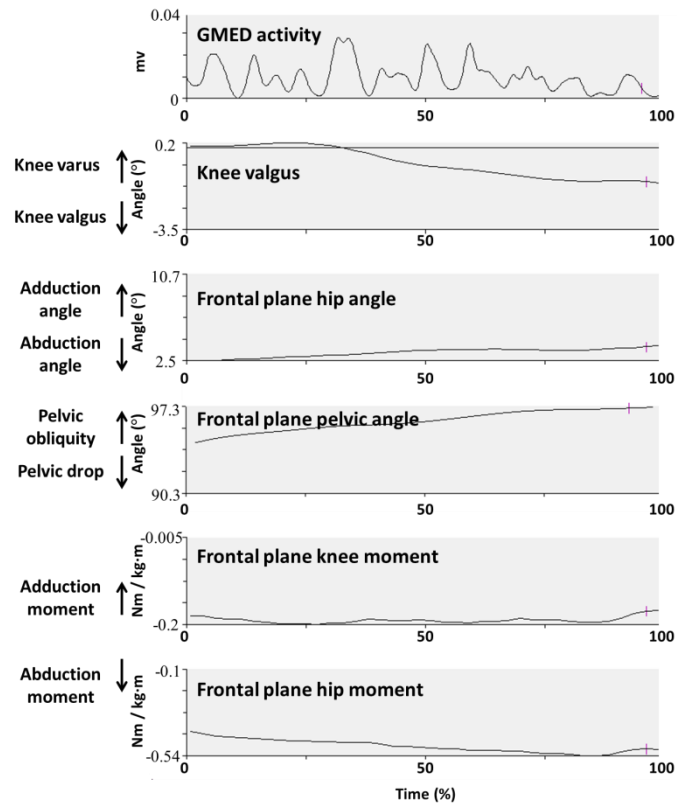 0.04
GMED activity
mv
0
0
50
100
0.2
Knee varus
Angle (°)
Knee valgus
Knee valgus
-3.5
0
50
100
10.7
Adduction
angle
Angle (°)
Frontal plane hip angle
Abduction
angle
2.5
0
50
100
97.3
Pelvic
obliquity
Angle (°)
Frontal plane pelvic angle
Pelvic drop
90.3
0
50
100
-0.005
Nm / kg·m
Frontal plane knee moment
Adduction
moment
-0.2
0
50
100
Abduction
moment
-0.1
Nm / kg·m
Frontal plane hip moment
-0.54
0
50
100
Time (%)